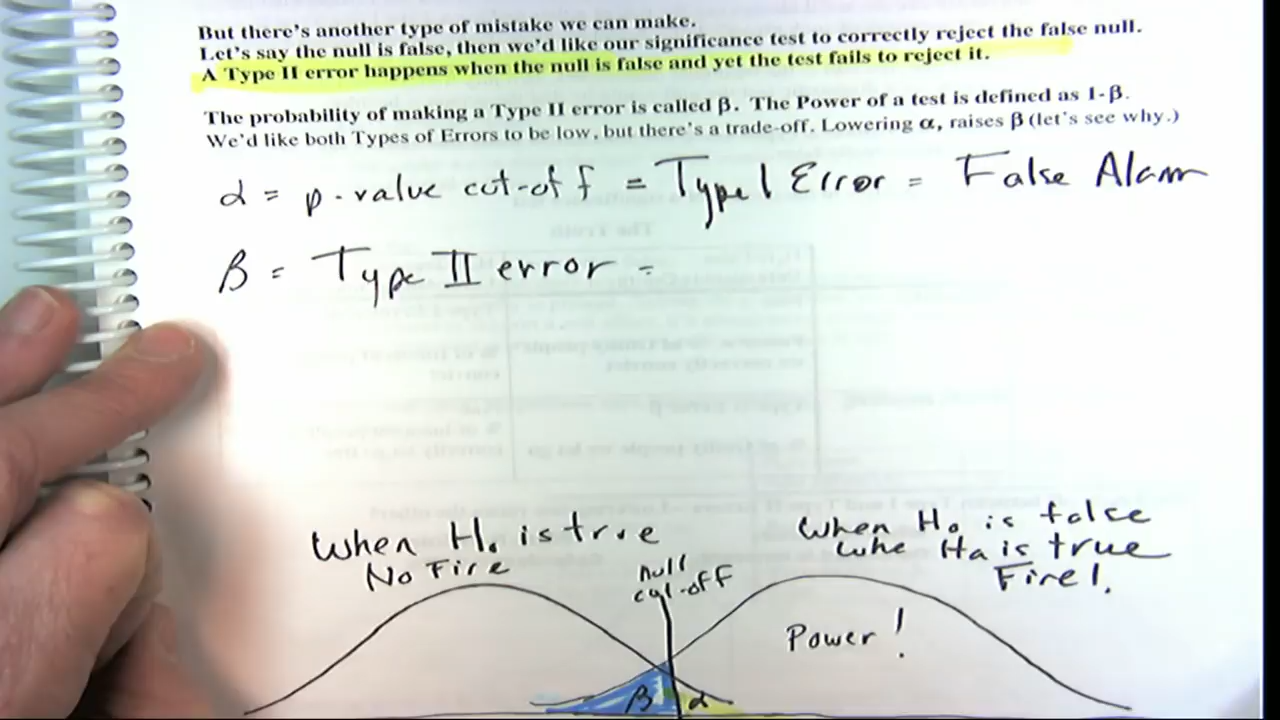 But there's another type of mistake we can make.
Let's say the null is false, then we'd like our significance test to correctly reject the false null.
A Type II error happens when the null is false and yet the test fails to reject it.
The probability of making a Type II error is called β. The Power of a test is defined as 1-β.
We'd like both Types of Errors to be low, but there's a trade-off. Lowering α, raises β (let's see why.)
α = p-value cut-off = Type I Error = False Alarm
β = Type II error =
When H₀ is true
No Fire
null
cut-off
When H₀ is false
whe Ha is true
Fire!
Power!
β α